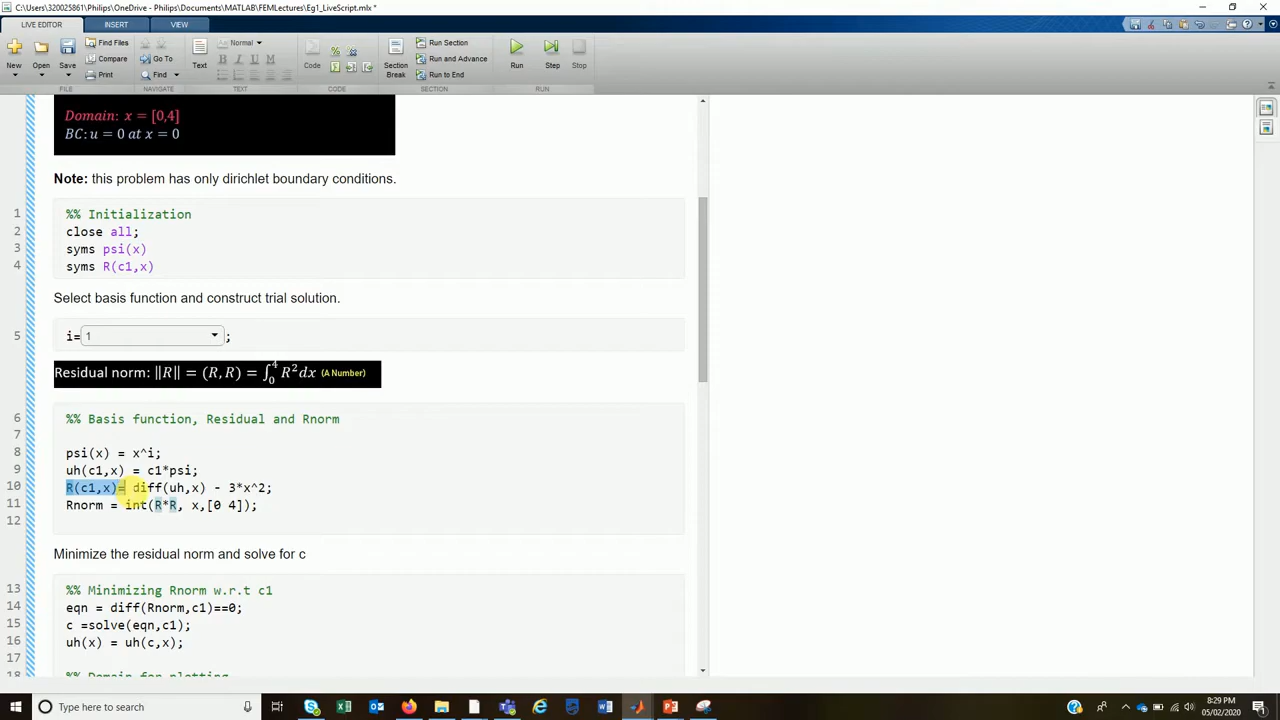 C:\Users\320025861\Philips\OneDrive - Philips\Documents\MATLAB\FEMLectures\Eg1_LiveScript.mlx *
LIVE EDITOR INSERT VIEW
New Open Save Find Files Compare Print Go To Find Text Normal B I U M Code Section Break Run Section Run and Advance Run to End Run Step Stop
FILE NAVIGATE TEXT CODE SECTION RUN
Domain: x = [0,4]
BC: u = 0 at x = 0
Note: this problem has only dirichlet boundary conditions.
1 %% Initialization
2 close all;
3 syms psi(x)
4 syms R(c1,x)
Select basis function and construct trial solution.
5 i= 1 ;
Residual norm: ‖R‖ = (R, R) = ∫₀⁴ R² dx (A Number)
6 %% Basis function, Residual and Rnorm
7
8 psi(x) = x^i;
9 uh(c1,x) = c1*psi;
10 R(c1,x)= diff(uh,x) - 3*x^2;
11 Rnorm = int(R*R, x,[0 4]);
12
Minimize the residual norm and solve for c
13 %% Minimizing Rnorm w.r.t c1
14 eqn = diff(Rnorm,c1)==0;
15 c =solve(eqn,c1);
16 uh(x) = uh(c,x);
17
18 %% Domain for plotting
Type here to search
8:29 PM
05/02/2020